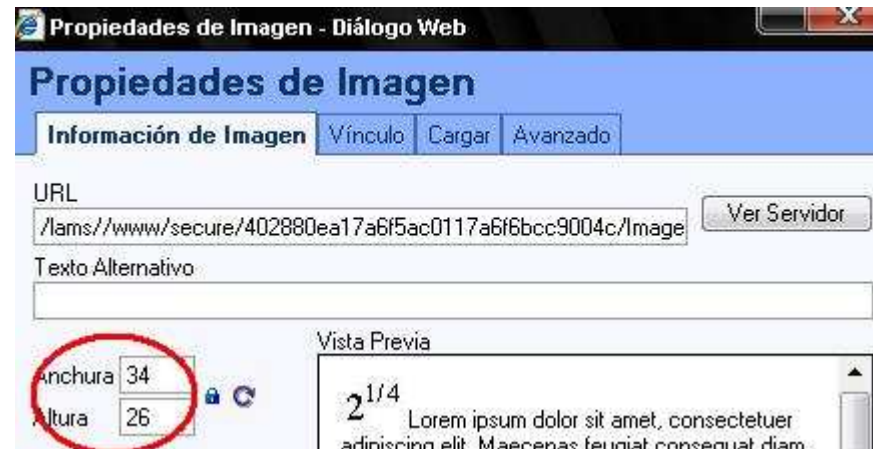 Propiedades de Imagen - Diálogo Web
Propiedades de Imagen
Información de Imagen Vínculo Cargar Avanzado
URL
/lams//www/secure/402880ea17a6f5ac0117a6f6bcc9004c/Image Ver Servidor
Texto Alternativo
Vista Previa
Anchura 34
Altura 26
2^1/4 Lorem ipsum dolor sit amet, consectetuer
adipiscing elit. Maecenas feugiat consequat diam